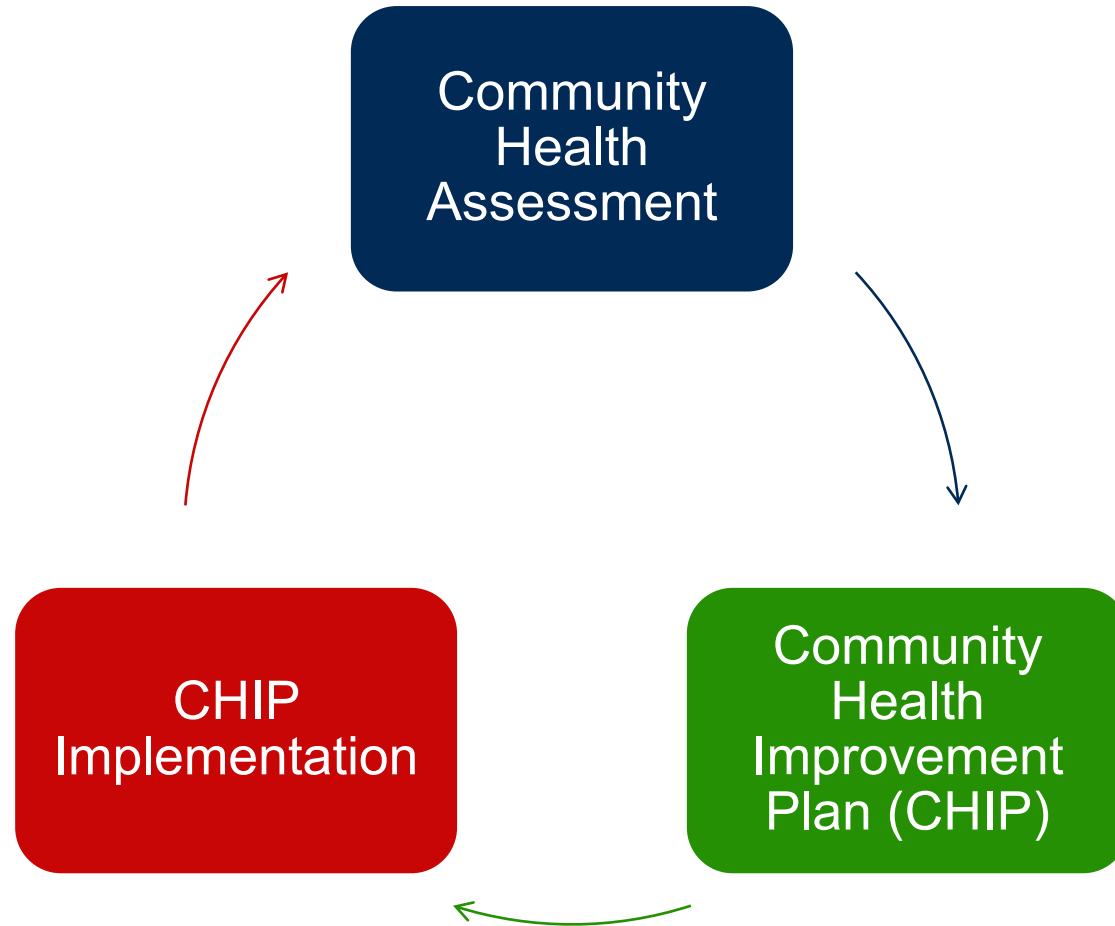 Community
Health
Assessment
Community
Health
Improvement
Plan (CHIP)
CHIP
Implementation